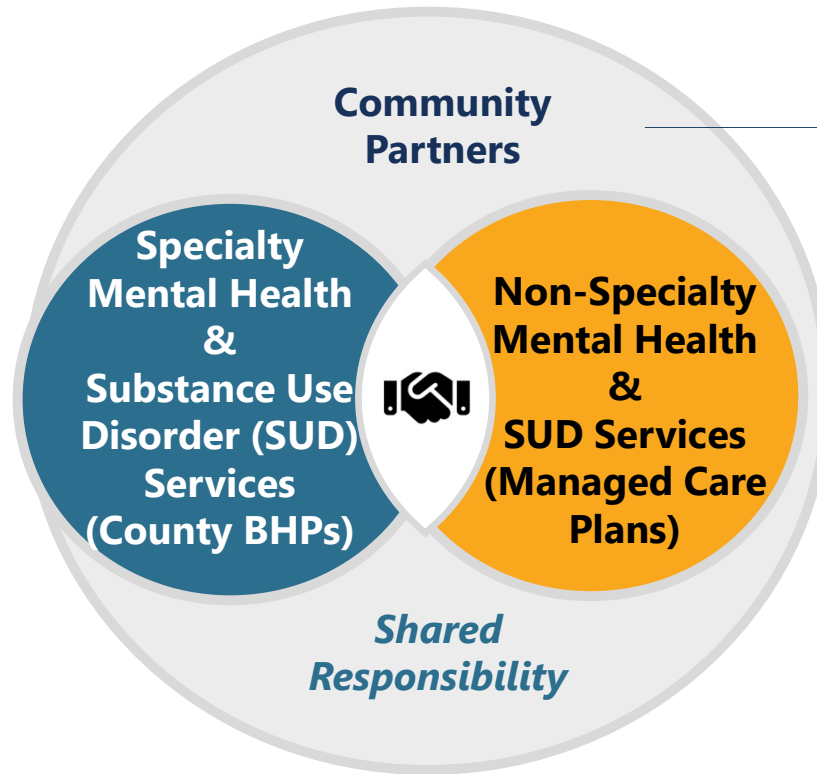 Community
Partners
Specialty
Mental Health
&
Substance Use
Disorder (SUD)
Services
(County BHPs)
Non-Specialty
Mental Health
&
SUD Services
(Managed Care
Plans)
Shared
Responsibility